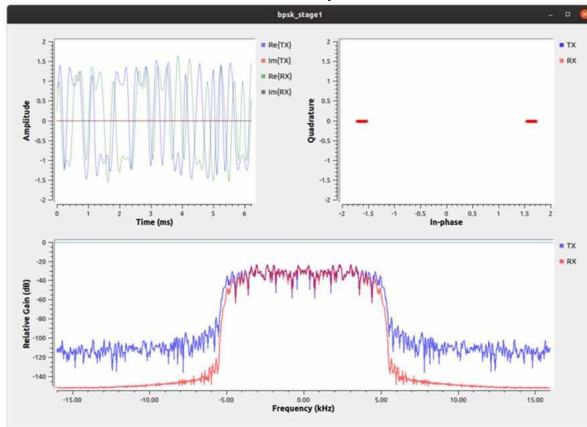 bpsk_stage1
Amplitude
2
1.5
1
0.5
0
-0.5
-1
-1.5
-2
0 1 2 3 4 5 6
Time (ms)
Re{TX}
Im{TX}
Re{RX}
Im{RX}
Quadrature
2
1.5
1
0.5
0
-0.5
-1
-1.5
-2
-2 -1.5 -1 -0.5 0 0.5 1 1.5 2
In-phase
TX
RX
Relative Gain (dB)
0
-20
-40
-60
-80
-100
-120
-140
-15.00 -10.00 -5.00 0.00 5.00 10.00 15.00
Frequency (kHz)
TX
RX